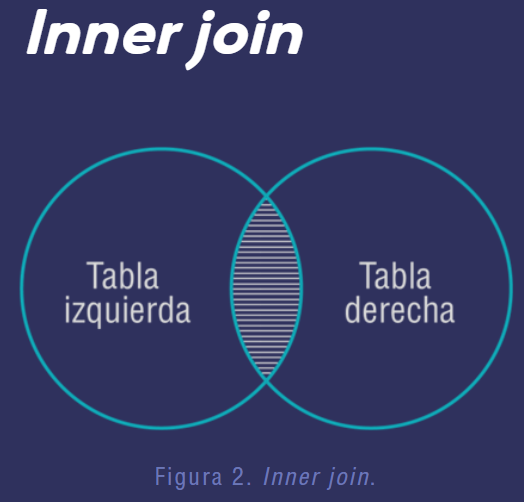 Inner join
Tabla
izquierda
Tabla
derecha
Figura 2. Inner join.